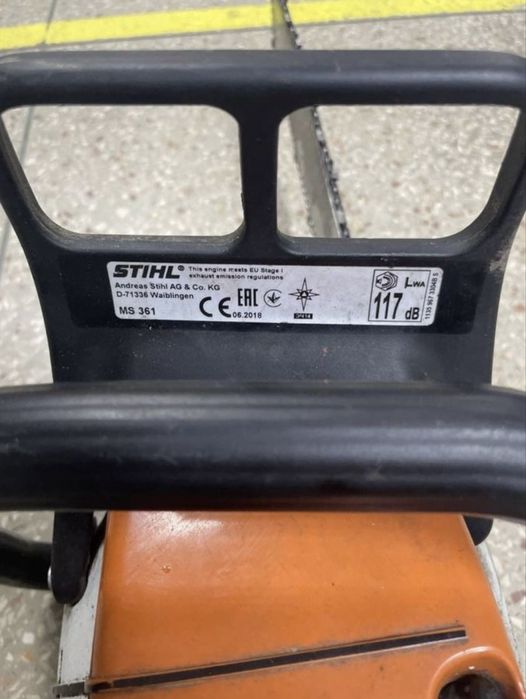 STIHL® This engine meets EU Stage I
exhaust emission regulations
Andreas Stihl AG & Co. KG
D-71336 Waiblingen
MS 361
CE
06.2018
EAC
LWA
117 dB